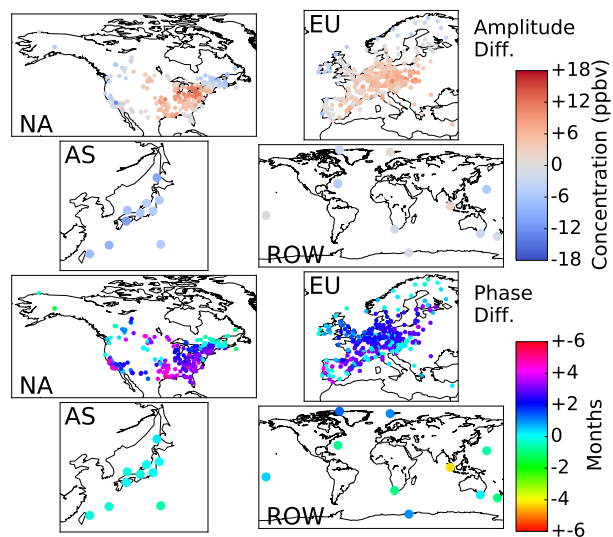 NA
EU
Amplitude
Diff.
AS
ROW
+18
+12
+6
0
-6
-12
-18
Concentration (ppbv)
NA
EU
Phase
Diff.
AS
ROW
+-6
+4
+2
0
-2
-4
+-6
Months